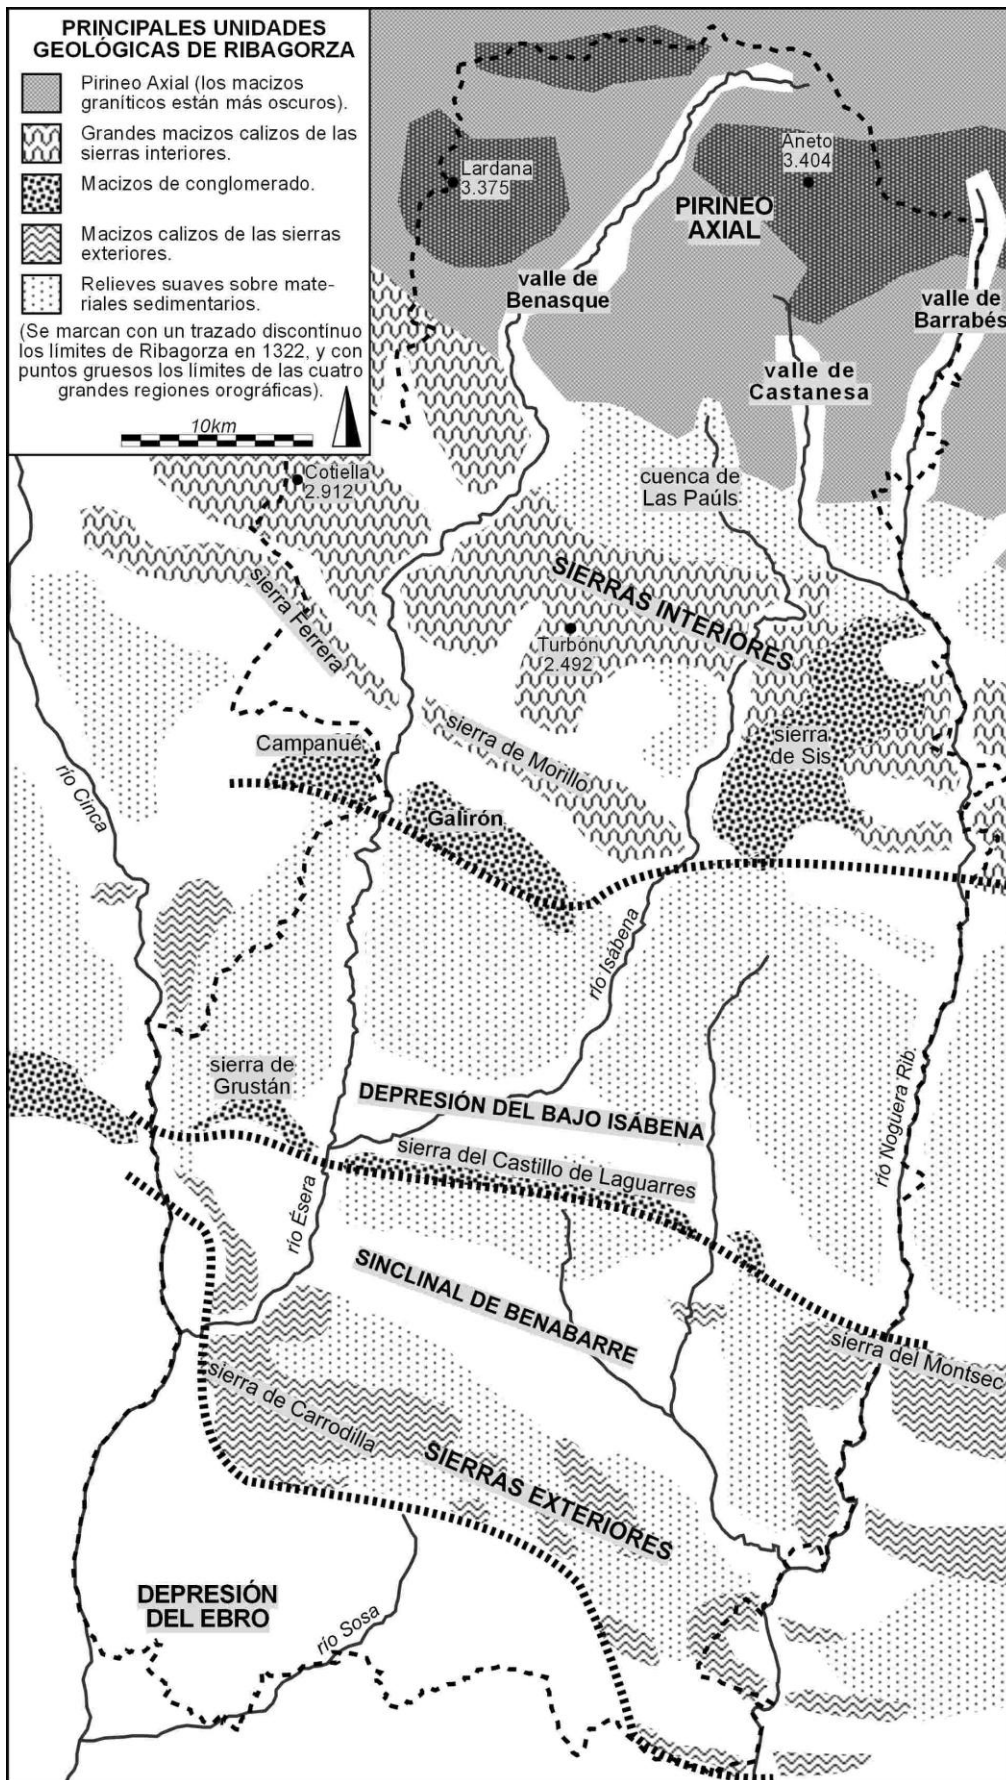 PRINCIPALES UNIDADES
GEOLÓGICAS DE RIBAGORZA
Pirineo Axial (los macizos
graníticos están más oscuros).
Grandes macizos calizos de las
sierras interiores.
Macizos de conglomerado.
Macizos calizos de las sierras
exteriores.
Relieves suaves sobre mate-
riales sedimentarios.
(Se marcan con un trazado discontínuo
los límites de Ribagorza en 1322, y con
puntos gruesos los límites de las cuatro
grandes regiones orográficas).
10km
Lardana
3.375
Aneto
3.404
PIRINEO
AXIAL
valle de
Benasque
valle de
Barrabés
valle de
Castanesa
Cotiella
2.912
cuenca de
Las Paúls
SIERRAS INTERIORES
sierra Ferrera
Turbón
2.492
sierra de Morillo
sierra
de Sis
Campanué
Galirón
río Cinca
río Isábena
río Noguera Rib.
sierra de
Grustán
DEPRESIÓN DEL BAJO ISÁBENA
sierra del Castillo de Laguarres
río Ésera
SINCLINAL DE BENABARRE
sierra del Montsec
sierra de Carrodilla
SIERRAS EXTERIORES
DEPRESIÓN
DEL EBRO
río Sosa